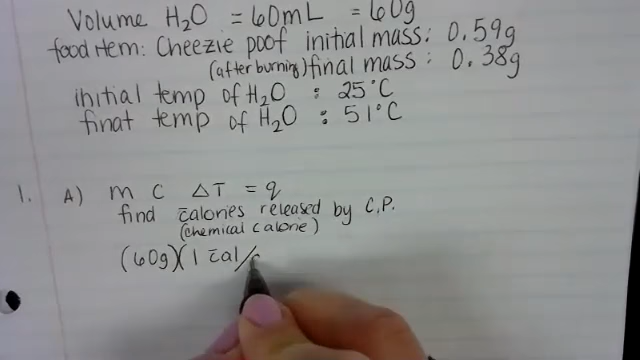 Volume H₂O = 60mL = 60g
food item: Cheezie poof initial mass: 0.59g
(after burning) final mass : 0.38g
initial temp of H₂O : 25°C
final temp of H₂O : 51°C
1. A) m C ΔT = q
find calories released by C.P.
(chemical calorie)
(60g)(1 cal/